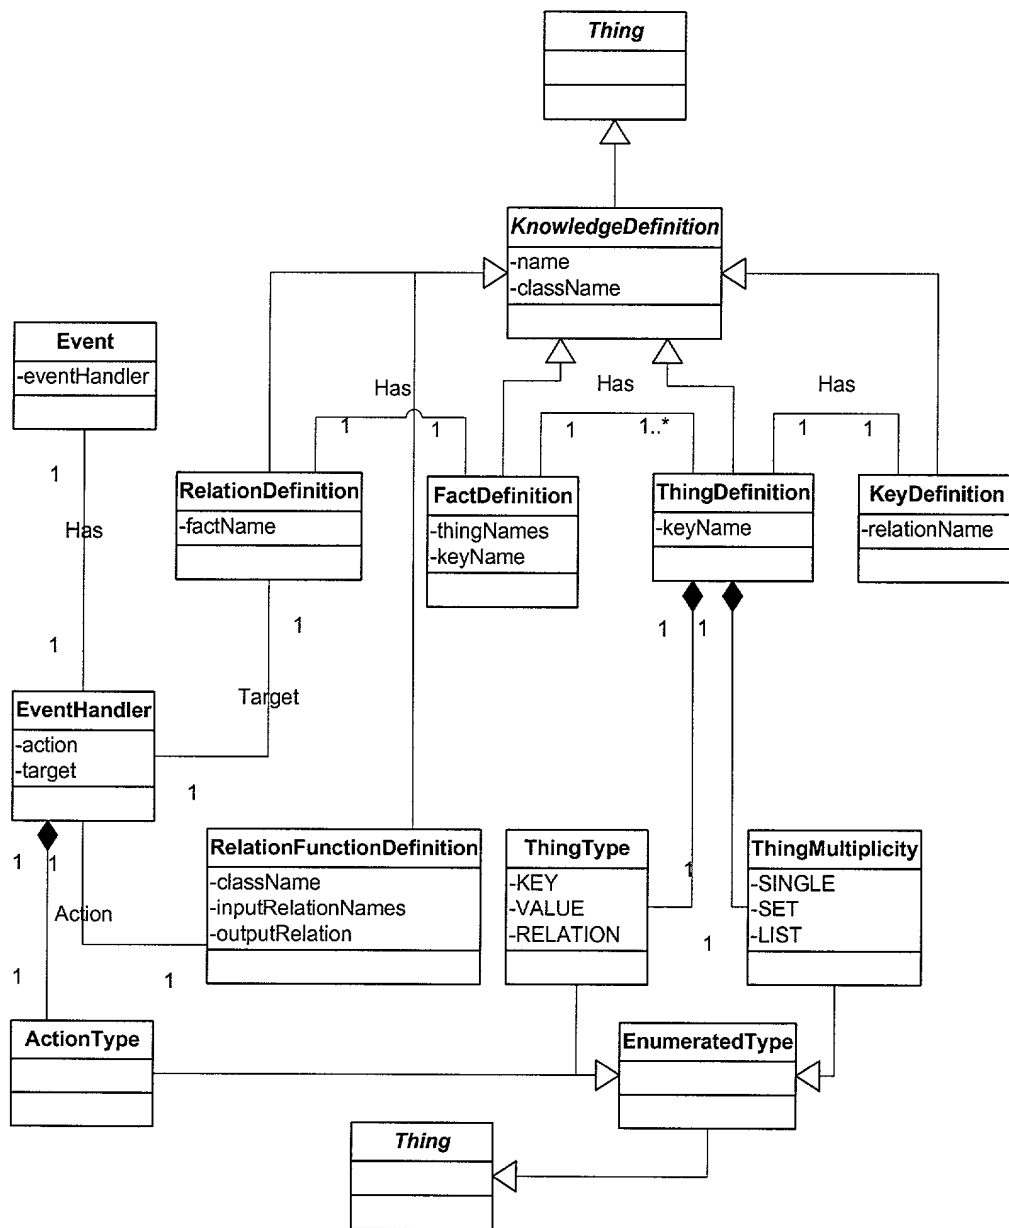 Thing
KnowledgeDefinition
-name
-className
Event
-eventHandler
Has
Has
Has
1
1
1
1..*
1
1
RelationDefinition
-factName
FactDefinition
-thingNames
-keyName
ThingDefinition
-keyName
KeyDefinition
-relationName
1
Has
1
1
1
1
Target
EventHandler
-action
-target
1
RelationFunctionDefinition
-className
-inputRelationNames
-outputRelation
ThingType
-KEY
-VALUE
-RELATION
ThingMultiplicity
-SINGLE
-SET
-LIST
1
1
1
Action
1
1
1
ActionType
EnumeratedType
Thing